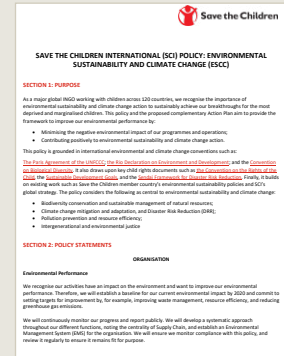 Save the Children
SAVE THE CHILDREN INTERNATIONAL (SCI) POLICY: ENVIRONMENTAL
SUSTAINABILITY AND CLIMATE CHANGE (ESCC)
SECTION 1: PURPOSE
As a major global INGO working with children across 120 countries, we recognise the importance of
environmental sustainability and climate change action to sustainably achieve our breakthroughs for the most
deprived and marginalised children. This policy and the proposed complementary Action Plan aim to provide the
framework to improve our environmental performance by:
• Minimising the negative environmental impact of our programmes and operations;
• Contributing positively to environmental sustainability and climate change action.
This policy is grounded in international environmental and climate change conventions such as:
The Paris Agreement of the UNFCCC; the Rio Declaration on Environment and Development; and the Convention
on Biological Diversity. It also draws upon key child rights documents such as the Convention on the Rights of the
Child, the Sustainable Development Goals, and the Sendai Framework for Disaster Risk Reduction. Finally, it builds
on existing work such as Save the Children member country's environmental sustainability policies and SCI's
global strategy. The policy considers the following as central to environmental sustainability and climate change:
• Biodiversity conservation and sustainable management of natural resources;
• Climate change mitigation and adaptation, and Disaster Risk Reduction (DRR);
• Pollution prevention and resource efficiency;
• Intergenerational and environmental justice
SECTION 2: POLICY STATEMENTS
ORGANISATION
Environmental Performance
We recognise our activities have an impact on the environment and want to improve our environmental
performance. Therefore, we will establish a baseline for our current environmental impact by 2020 and commit to
setting targets for improvement by, for example, improving waste management, resource efficiency, and reducing
greenhouse gas emissions.
We will continuously monitor our progress and report publicly. We will develop a systematic approach
throughout our different functions, noting the centrality of Supply Chain, and establish an Environmental
Management System (EMS) for the organisation. We will ensure we monitor compliance with this policy, and
review it regularly to ensure it remains fit for purpose.